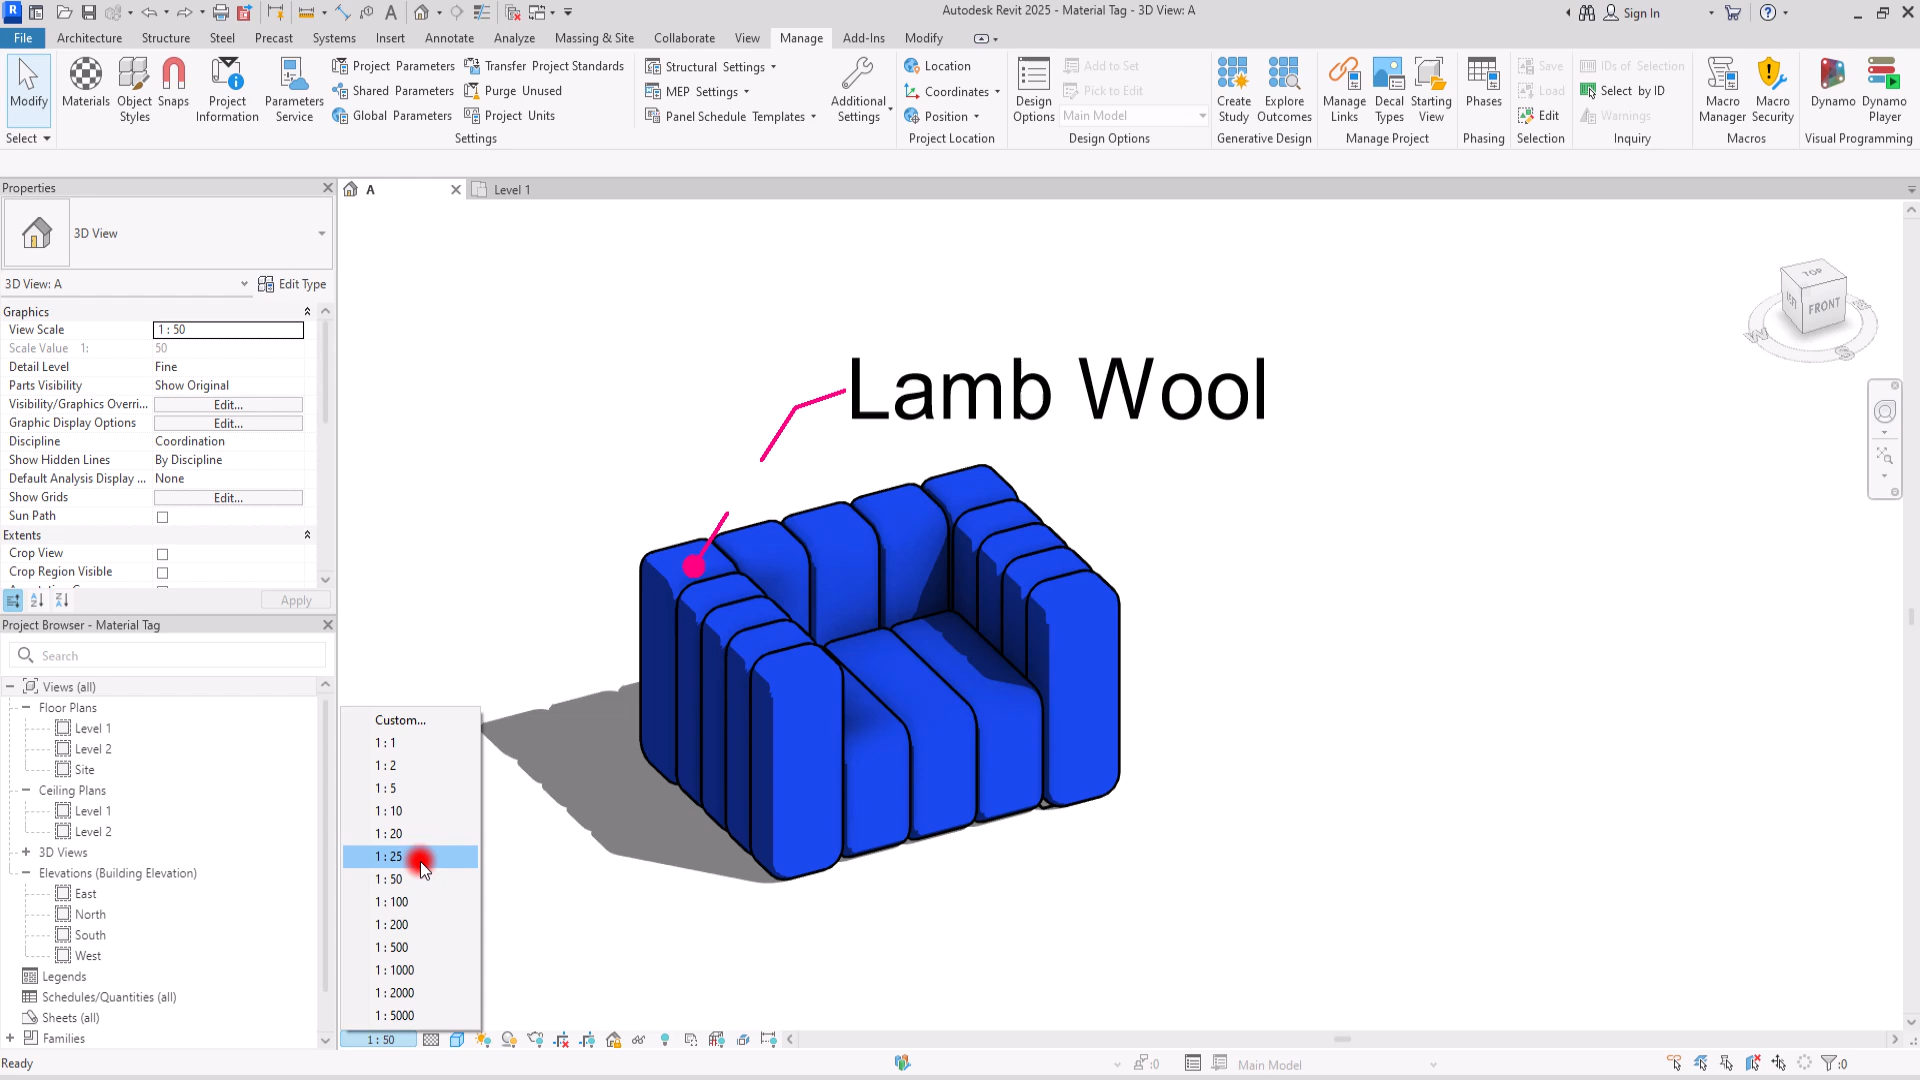 Autodesk Revit 2025 - Material Tag - 3D View: A
Sign In
File Architecture Structure Steel Precast Systems Insert Annotate Analyze Massing & Site Collaborate View Manage Add-Ins Modify
Modify
Select
Materials
Object Styles
Snaps
Project Information
Parameters Service
Project Parameters
Shared Parameters
Global Parameters
Transfer Project Standards
Purge Unused
Project Units
Structural Settings
MEP Settings
Panel Schedule Templates
Additional Settings
Settings
Location
Coordinates
Position
Project Location
Design Options
Add to Set
Pick to Edit
Main Model
Design Options
Create Study
Explore Outcomes
Generative Design
Manage Links
Decal Types
Starting View
Manage Project
Phases
Phasing
Save
Load
Edit
Selection
IDs of Selection
Select by ID
Warnings
Inquiry
Macro Manager
Macro Security
Macros
Dynamo
Dynamo Player
Visual Programming
Properties
3D View
3D View: A
Edit Type
Graphics
View Scale 1 : 50
Scale Value 1: 50
Detail Level Fine
Parts Visibility Show Original
Visibility/Graphics Overri... Edit...
Graphic Display Options Edit...
Discipline Coordination
Show Hidden Lines By Discipline
Default Analysis Display ... None
Show Grids Edit...
Sun Path
Extents
Crop View
Crop Region Visible
Apply
Project Browser - Material Tag
Search
Views (all)
Floor Plans
Level 1
Level 2
Site
Ceiling Plans
Level 1
Level 2
3D Views
Elevations (Building Elevation)
East
North
South
West
Legends
Schedules/Quantities (all)
Sheets (all)
Families
A
Level 1
TOP
LEFT
FRONT
W
S
Lamb Wool
Custom...
1 : 1
1 : 2
1 : 5
1 : 10
1 : 20
1 : 25
1 : 50
1 : 100
1 : 200
1 : 500
1 : 1000
1 : 2000
1 : 5000
1 : 50
Ready
:0
Main Model
:0